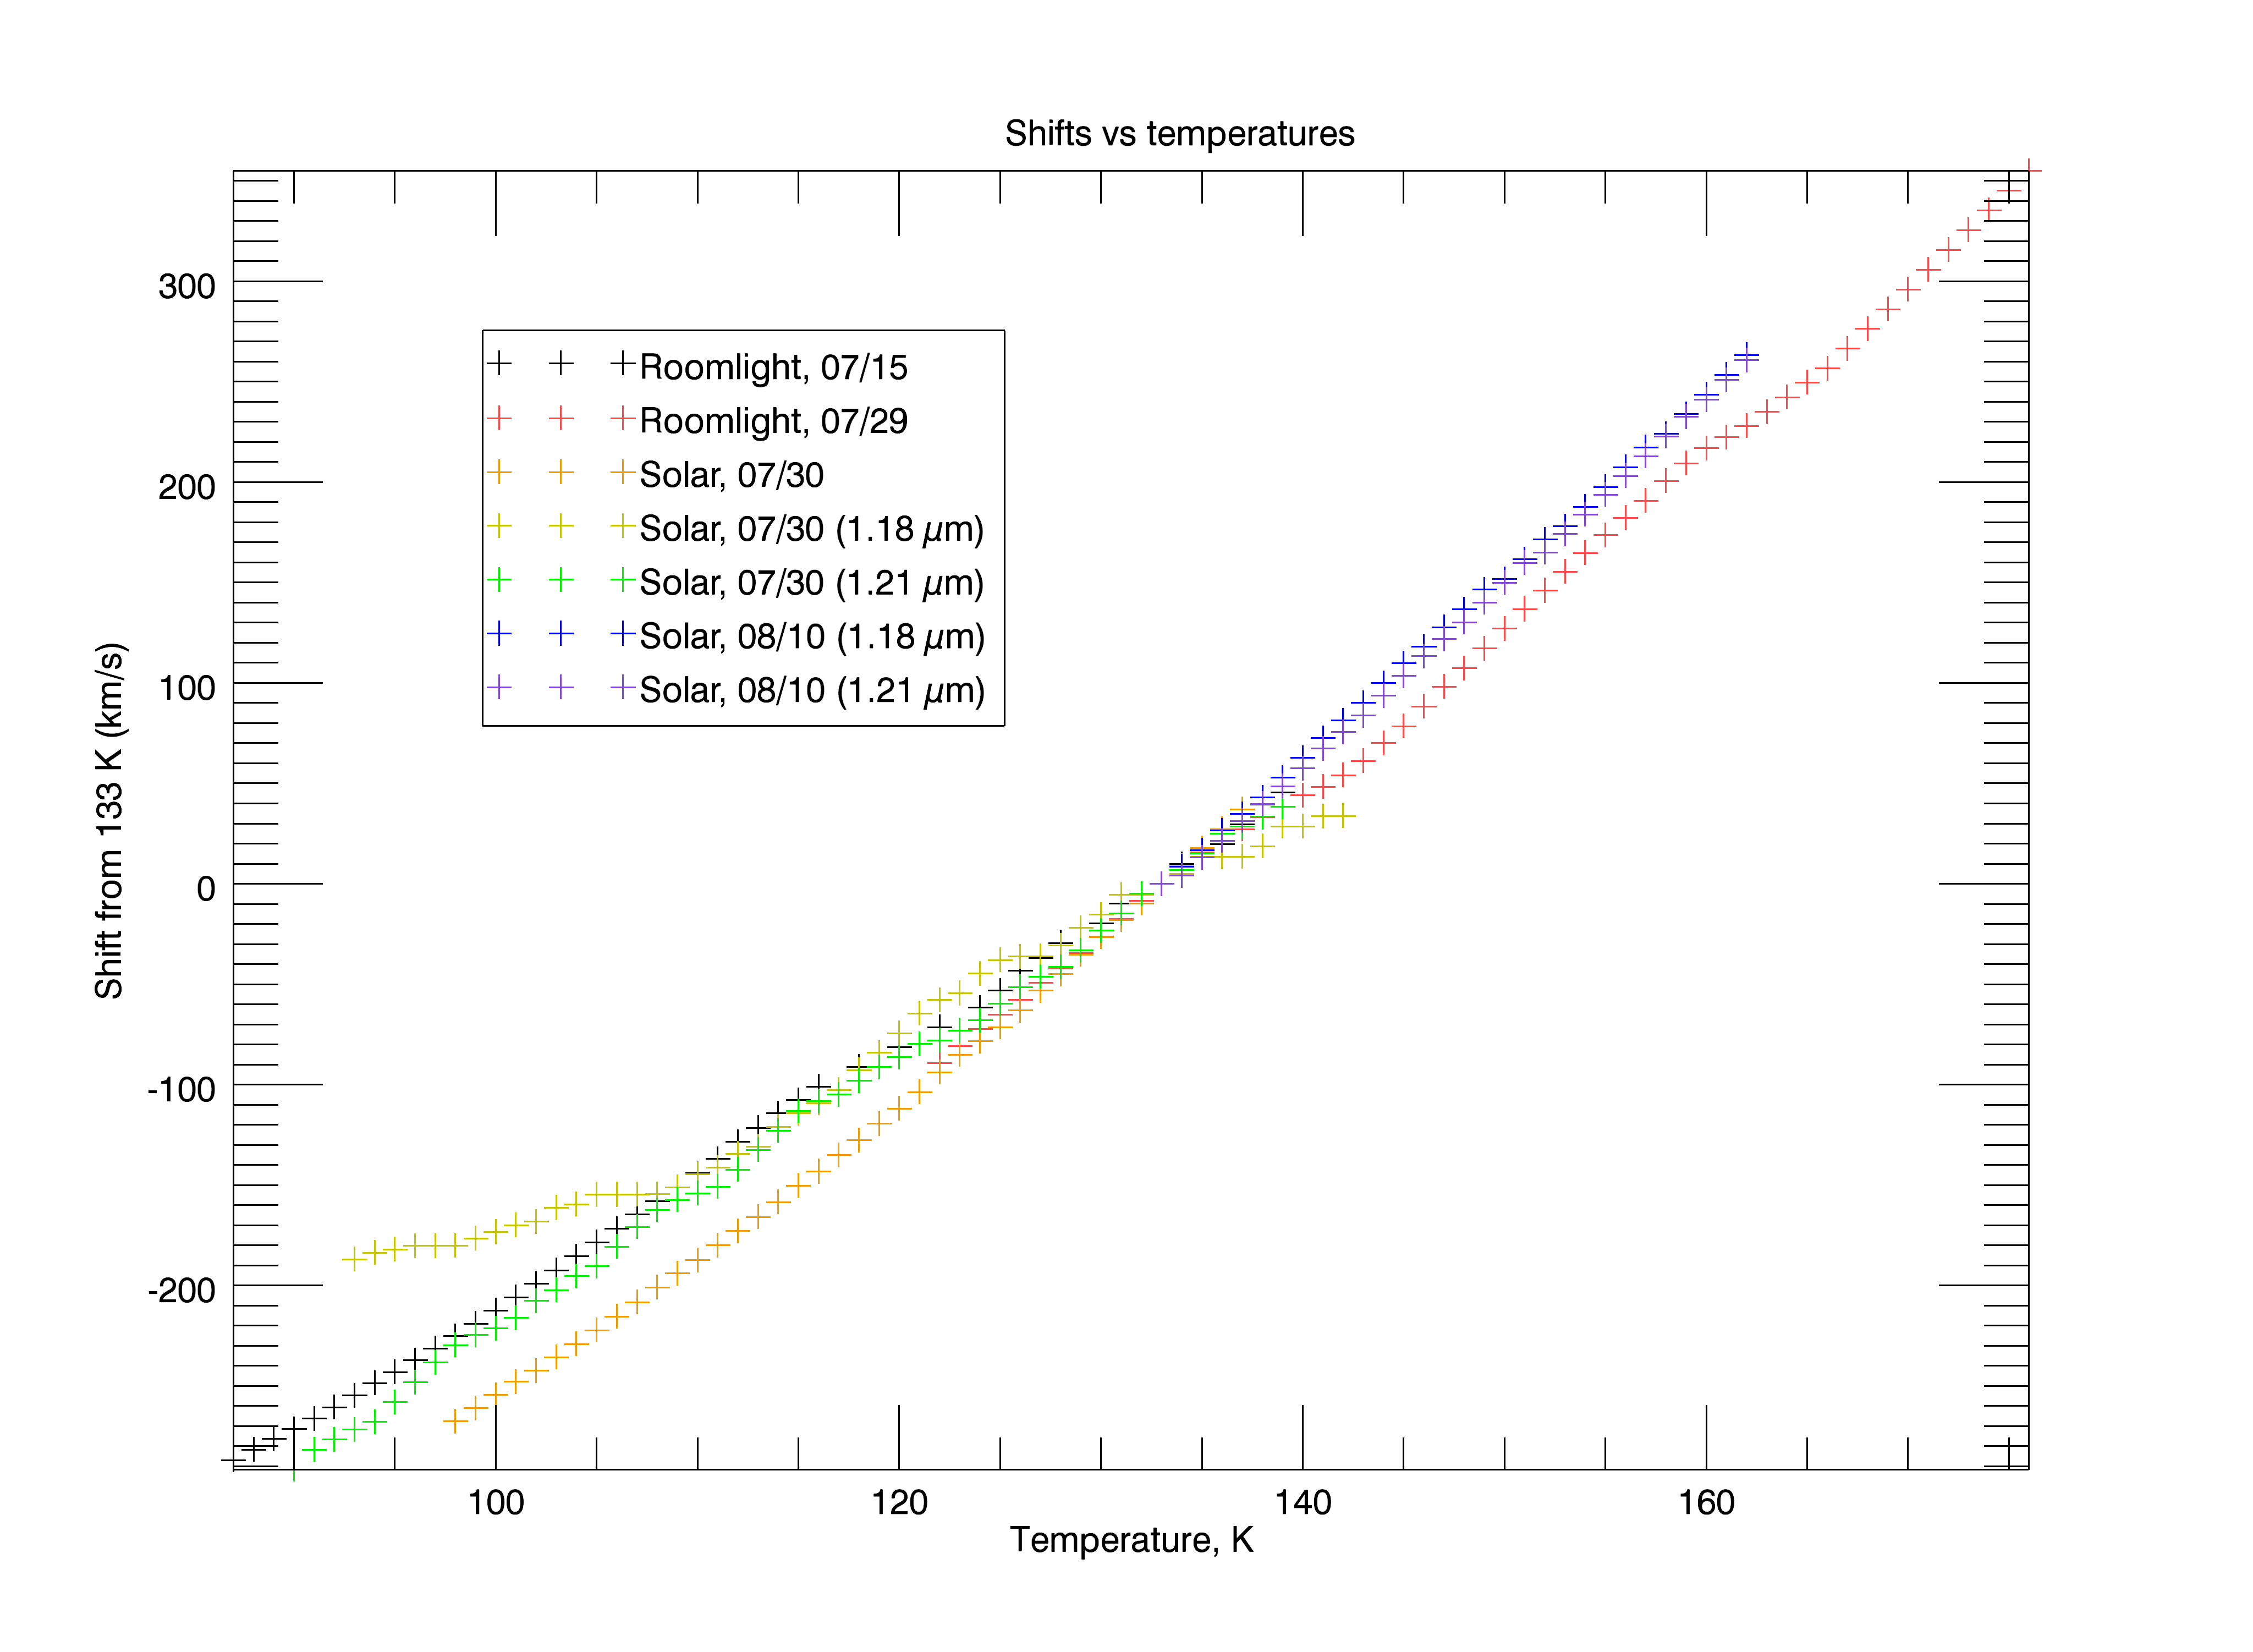 Shifts vs temperatures
300
200
100
0
-100
-200
Shift from 133 K (km/s)
Roomlight, 07/15
Roomlight, 07/29
Solar, 07/30
Solar, 07/30 (1.18 μm)
Solar, 07/30 (1.21 μm)
Solar, 08/10 (1.18 μm)
Solar, 08/10 (1.21 μm)
100 120 140 160
Temperature, K